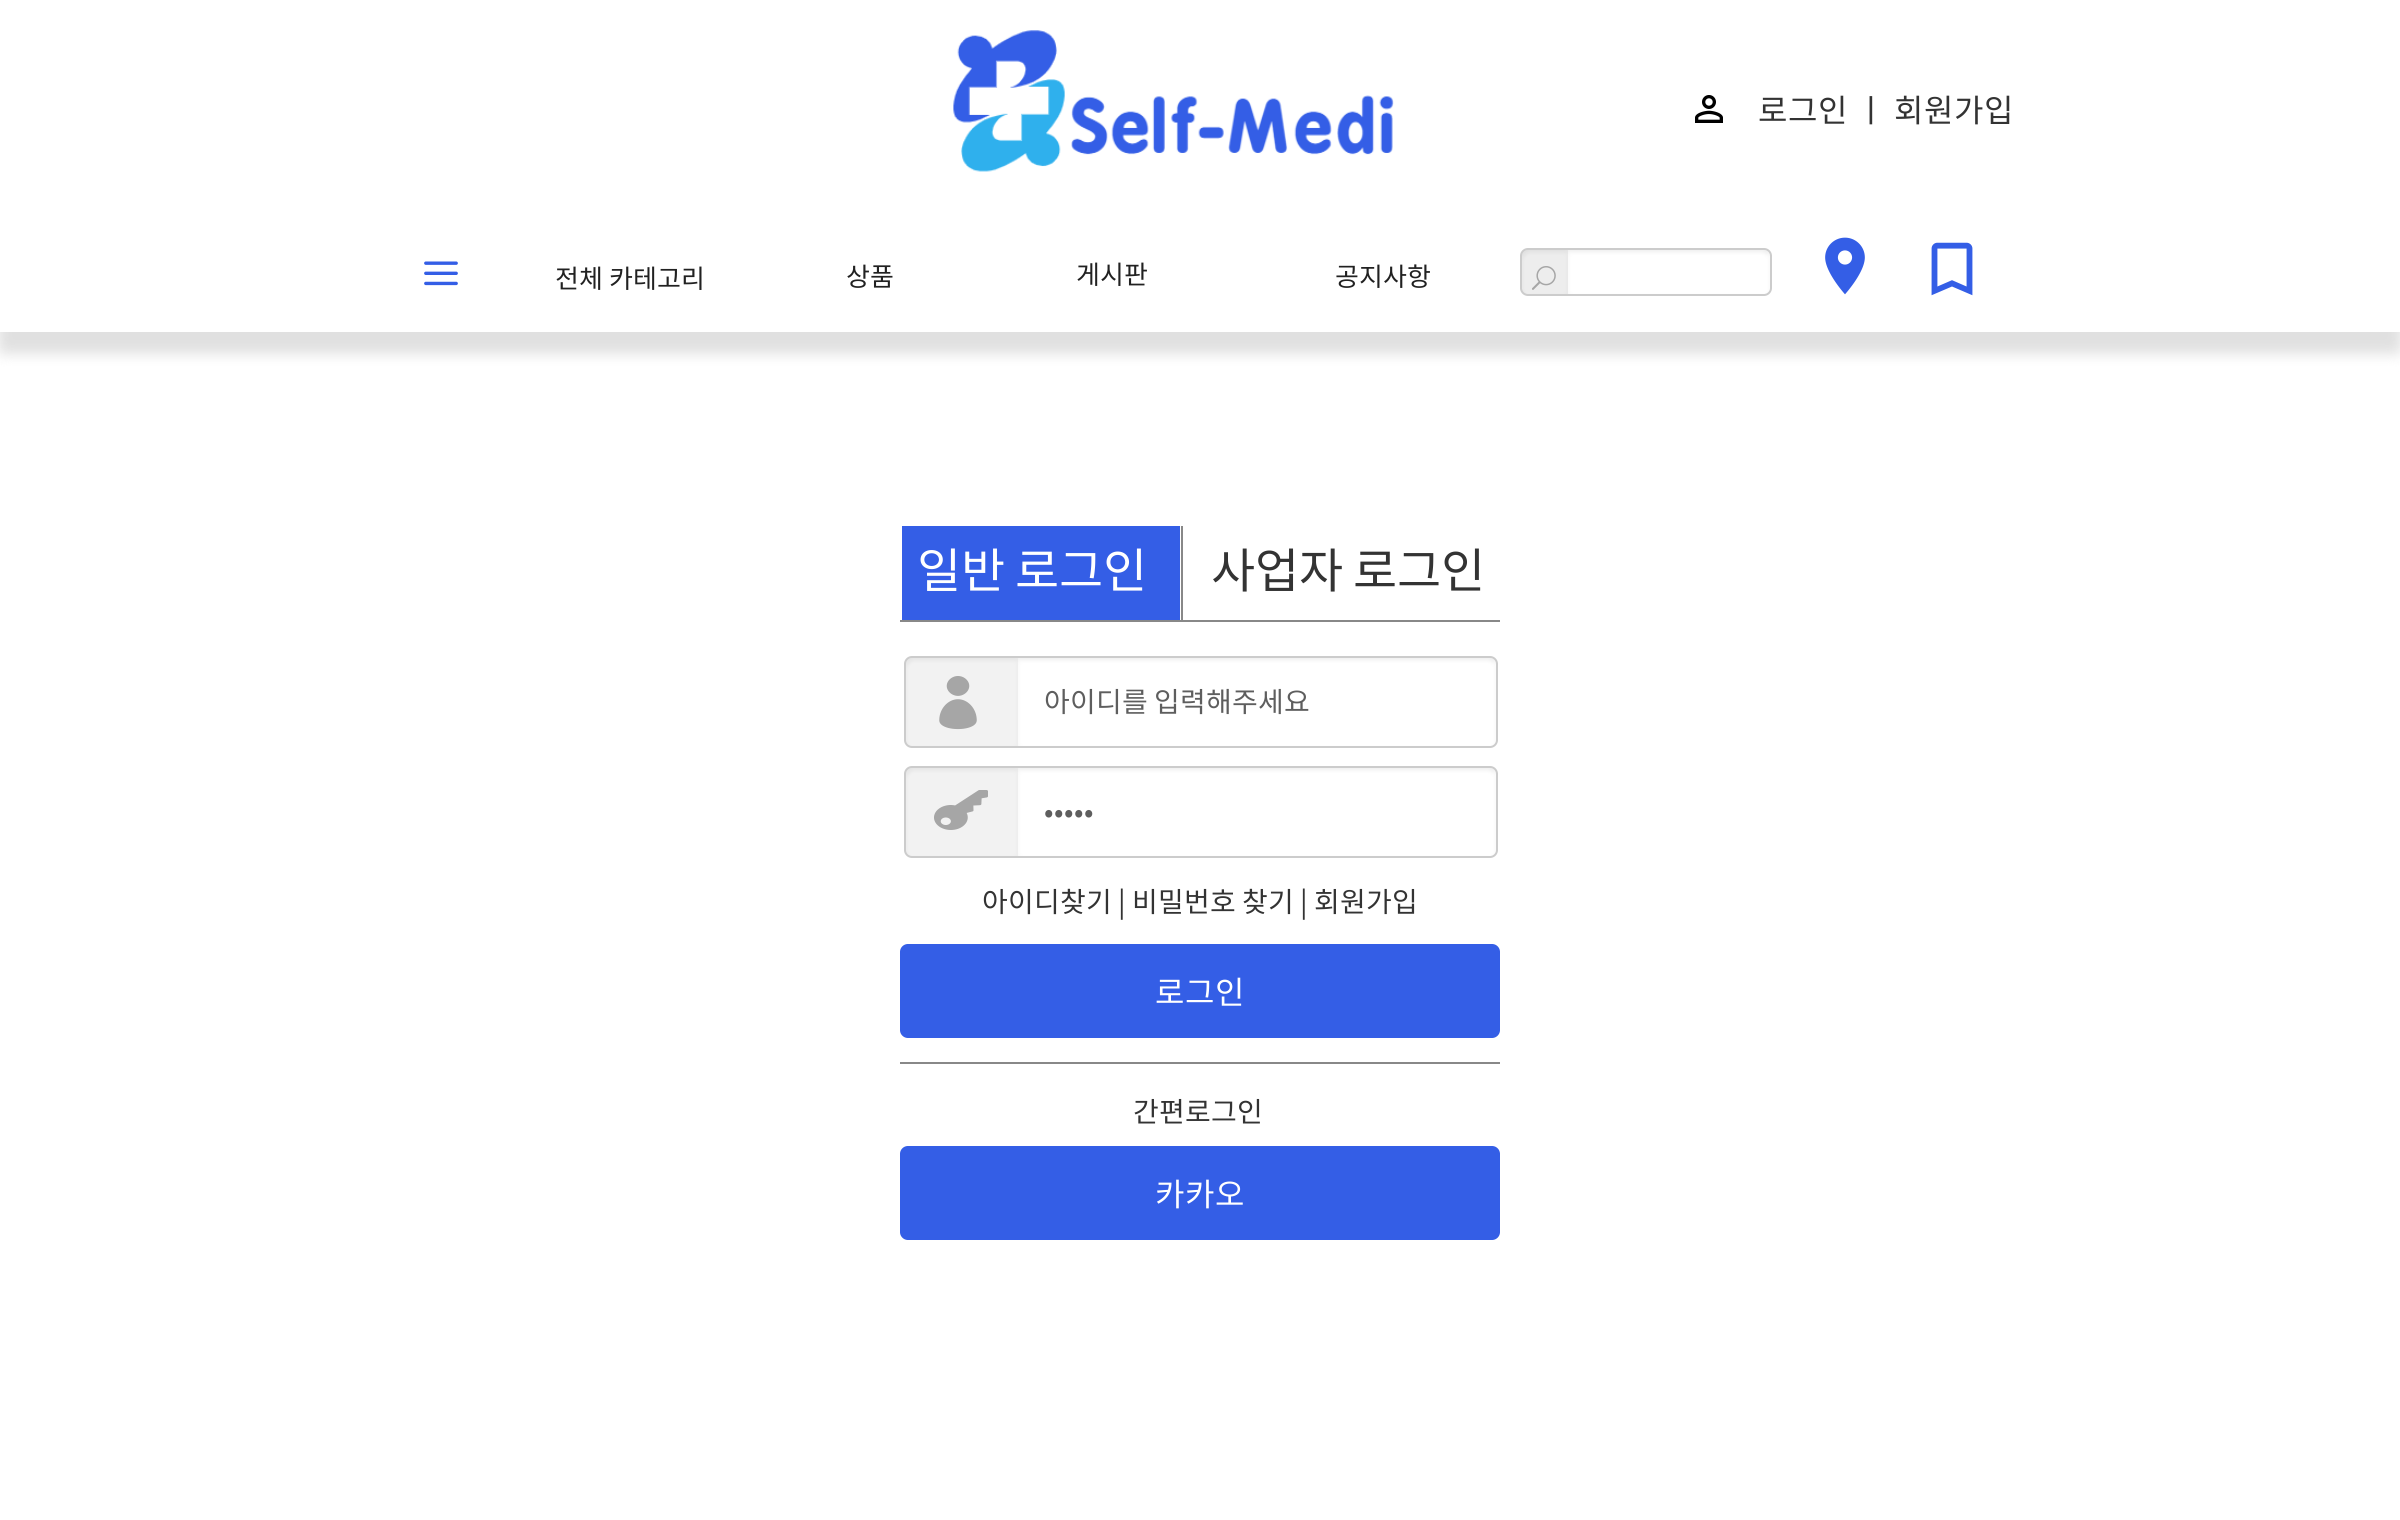 Self-Medi
로그인 | 회원가입
전체 카테고리 상품 게시판 공지사항
일반 로그인 사업자 로그인
아이디를 입력해주세요
•••••
아이디찾기 | 비밀번호 찾기 | 회원가입
로그인
간편로그인
카카오